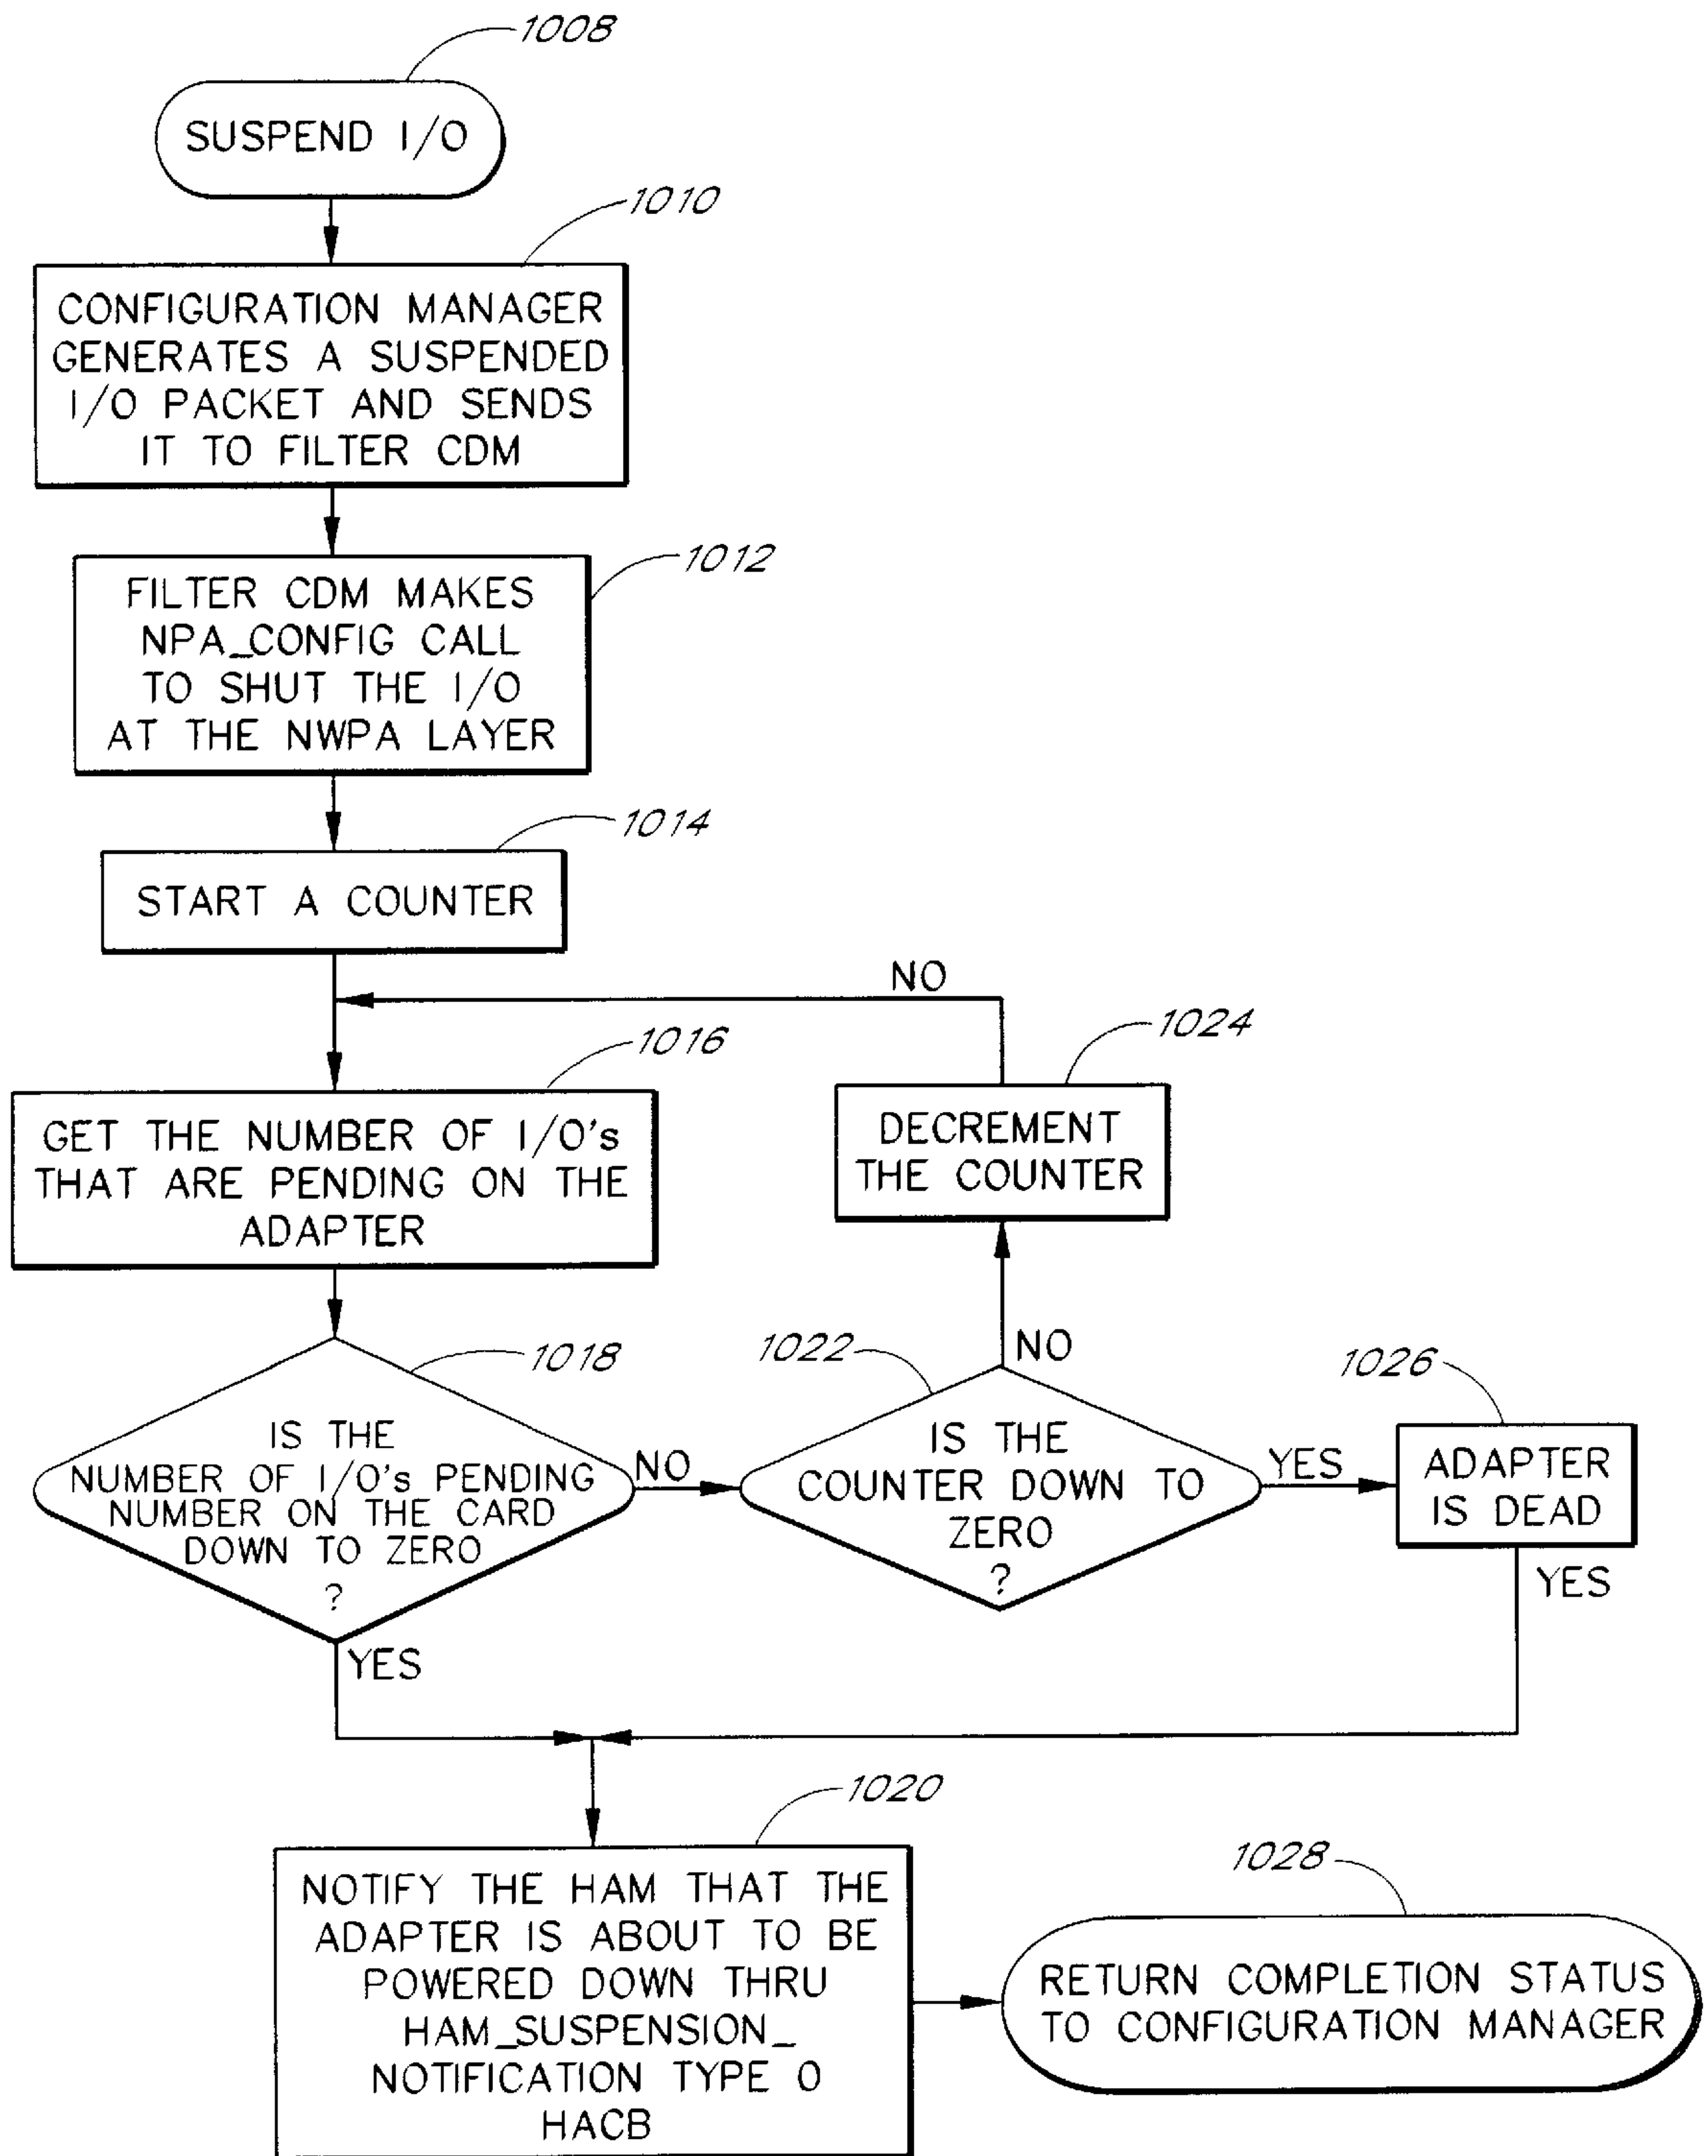 1008
SUSPEND I/O
1010
CONFIGURATION MANAGER
GENERATES A SUSPENDED
I/O PACKET AND SENDS
IT TO FILTER CDM
1012
FILTER CDM MAKES
NPA_CONFIG CALL
TO SHUT THE I/O
AT THE NWPA LAYER
1014
START A COUNTER
NO
1016
GET THE NUMBER OF I/O's
THAT ARE PENDING ON THE
ADAPTER
1024
DECREMENT
THE COUNTER
1018
IS THE
NUMBER OF I/O's PENDING
NUMBER ON THE CARD
DOWN TO ZERO
?
NO
YES
1022
NO
IS THE
COUNTER DOWN TO
ZERO
?
YES
1026
ADAPTER
IS DEAD
YES
1020
NOTIFY THE HAM THAT THE
ADAPTER IS ABOUT TO BE
POWERED DOWN THRU
HAM_SUSPENSION_
NOTIFICATION TYPE 0
HACB
1028
RETURN COMPLETION STATUS
TO CONFIGURATION MANAGER